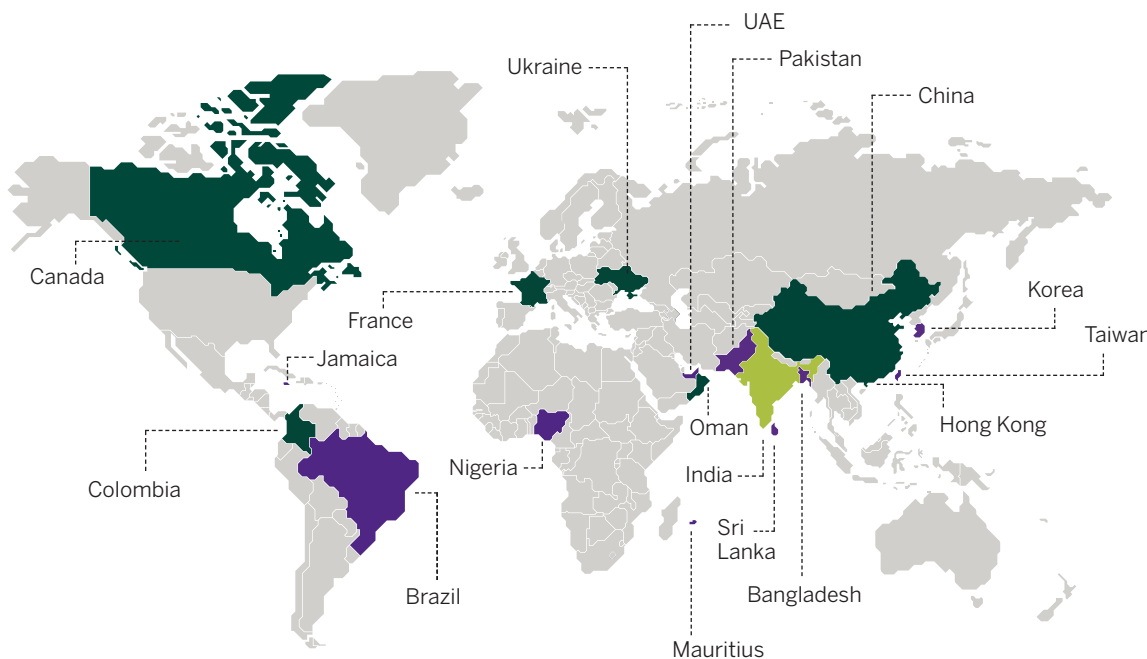 UAE
Pakistan
Ukraine
China
Canada
Korea
France
Taiwan
Jamaica
Oman
Hong Kong
Nigeria
India
Colombia
Sri
Lanka
Brazil
Bangladesh
Mauritius